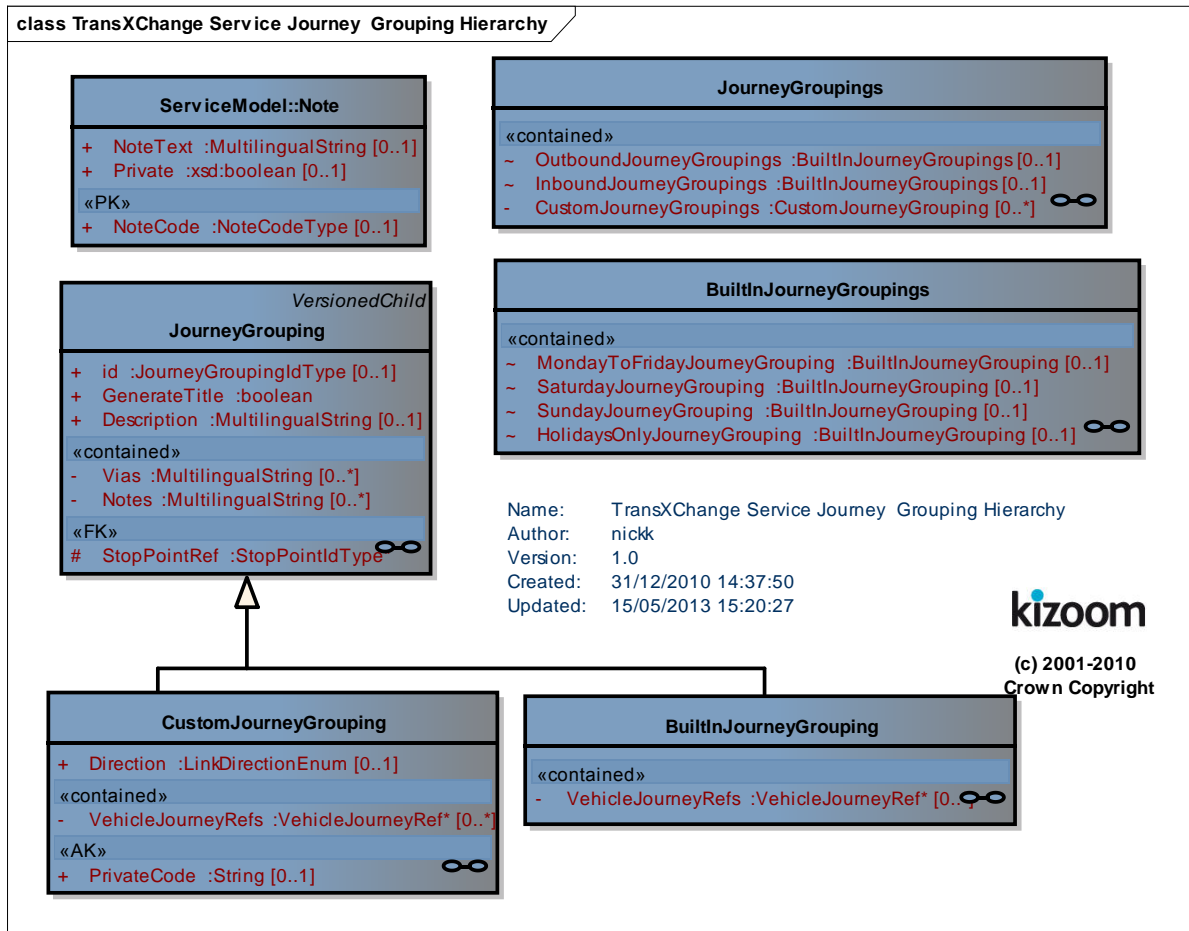 class TransXChange Service Journey Grouping Hierarchy
ServiceModel::Note
+ NoteText :MultilingualString [0..1]
+ Private :xsd:boolean [0..1]
«PK»
+ NoteCode :NoteCodeType [0..1]
JourneyGroupings
«contained»
~ OutboundJourneyGroupings :BuiltInJourneyGroupings [0..1]
~ InboundJourneyGroupings :BuiltInJourneyGroupings [0..1]
- CustomJourneyGroupings :CustomJourneyGrouping [0..*]
VersionedChild
JourneyGrouping
+ id :JourneyGroupingIdType [0..1]
+ GenerateTitle :boolean
+ Description :MultilingualString [0..1]
«contained»
- Vias :MultilingualString [0..*]
- Notes :MultilingualString [0..*]
«FK»
# StopPointRef :StopPointIdType
BuiltInJourneyGroupings
«contained»
~ MondayToFridayJourneyGrouping :BuiltInJourneyGrouping [0..1]
~ SaturdayJourneyGrouping :BuiltInJourneyGrouping [0..1]
~ SundayJourneyGrouping :BuiltInJourneyGrouping [0..1]
~ HolidaysOnlyJourneyGrouping :BuiltInJourneyGrouping [0..1]
Name: TransXChange Service Journey Grouping Hierarchy
Author: nickk
Version: 1.0
Created: 31/12/2010 14:37:50
Updated: 15/05/2013 15:20:27
kizoom
(c) 2001-2010
Crown Copyright
CustomJourneyGrouping
+ Direction :LinkDirectionEnum [0..1]
«contained»
- VehicleJourneyRefs :VehicleJourneyRef* [0..*]
«AK»
+ PrivateCode :String [0..1]
BuiltInJourneyGrouping
«contained»
- VehicleJourneyRefs :VehicleJourneyRef*